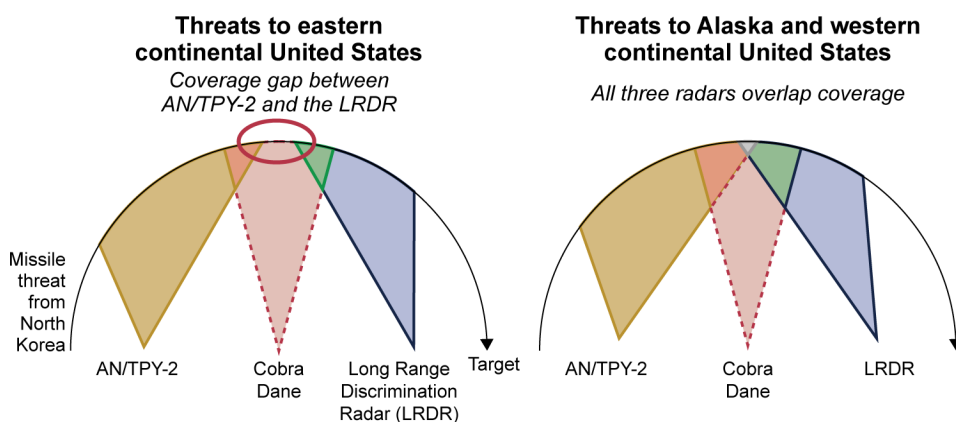 Threats to eastern
continental United States
Coverage gap between
AN/TPY-2 and the LRDR
Missile
threat
from
North
Korea
AN/TPY-2
Cobra
Dane
Long Range
Discrimination
Radar (LRDR)
Target
Threats to Alaska and western
continental United States
All three radars overlap coverage
AN/TPY-2
Cobra
Dane
LRDR